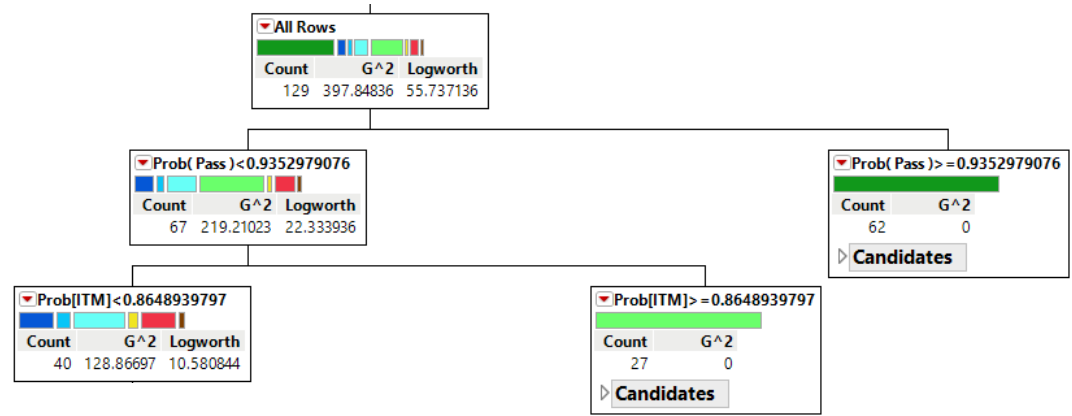 All Rows
Count G^2 Logworth
129 397.84836 55.737136
Prob( Pass )<0.9352979076
Count G^2 Logworth
67 219.21023 22.333936
Prob( Pass )>=0.9352979076
Count G^2
62 0
Candidates
Prob[ITM]<0.8648939797
Count G^2 Logworth
40 128.86697 10.580844
Prob[ITM]>=0.8648939797
Count G^2
27 0
Candidates